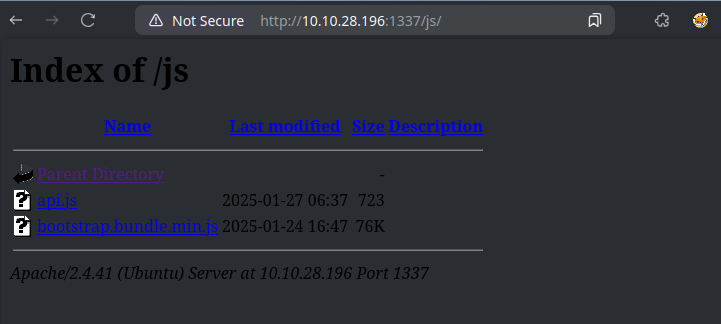 Not Secure http://10.10.28.196:1337/js/
Index of /js
Name Last modified Size Description
Parent Directory -
api.js 2025-01-27 06:37 723
bootstrap.bundle.min.js 2025-01-24 16:47 76K
Apache/2.4.41 (Ubuntu) Server at 10.10.28.196 Port 1337